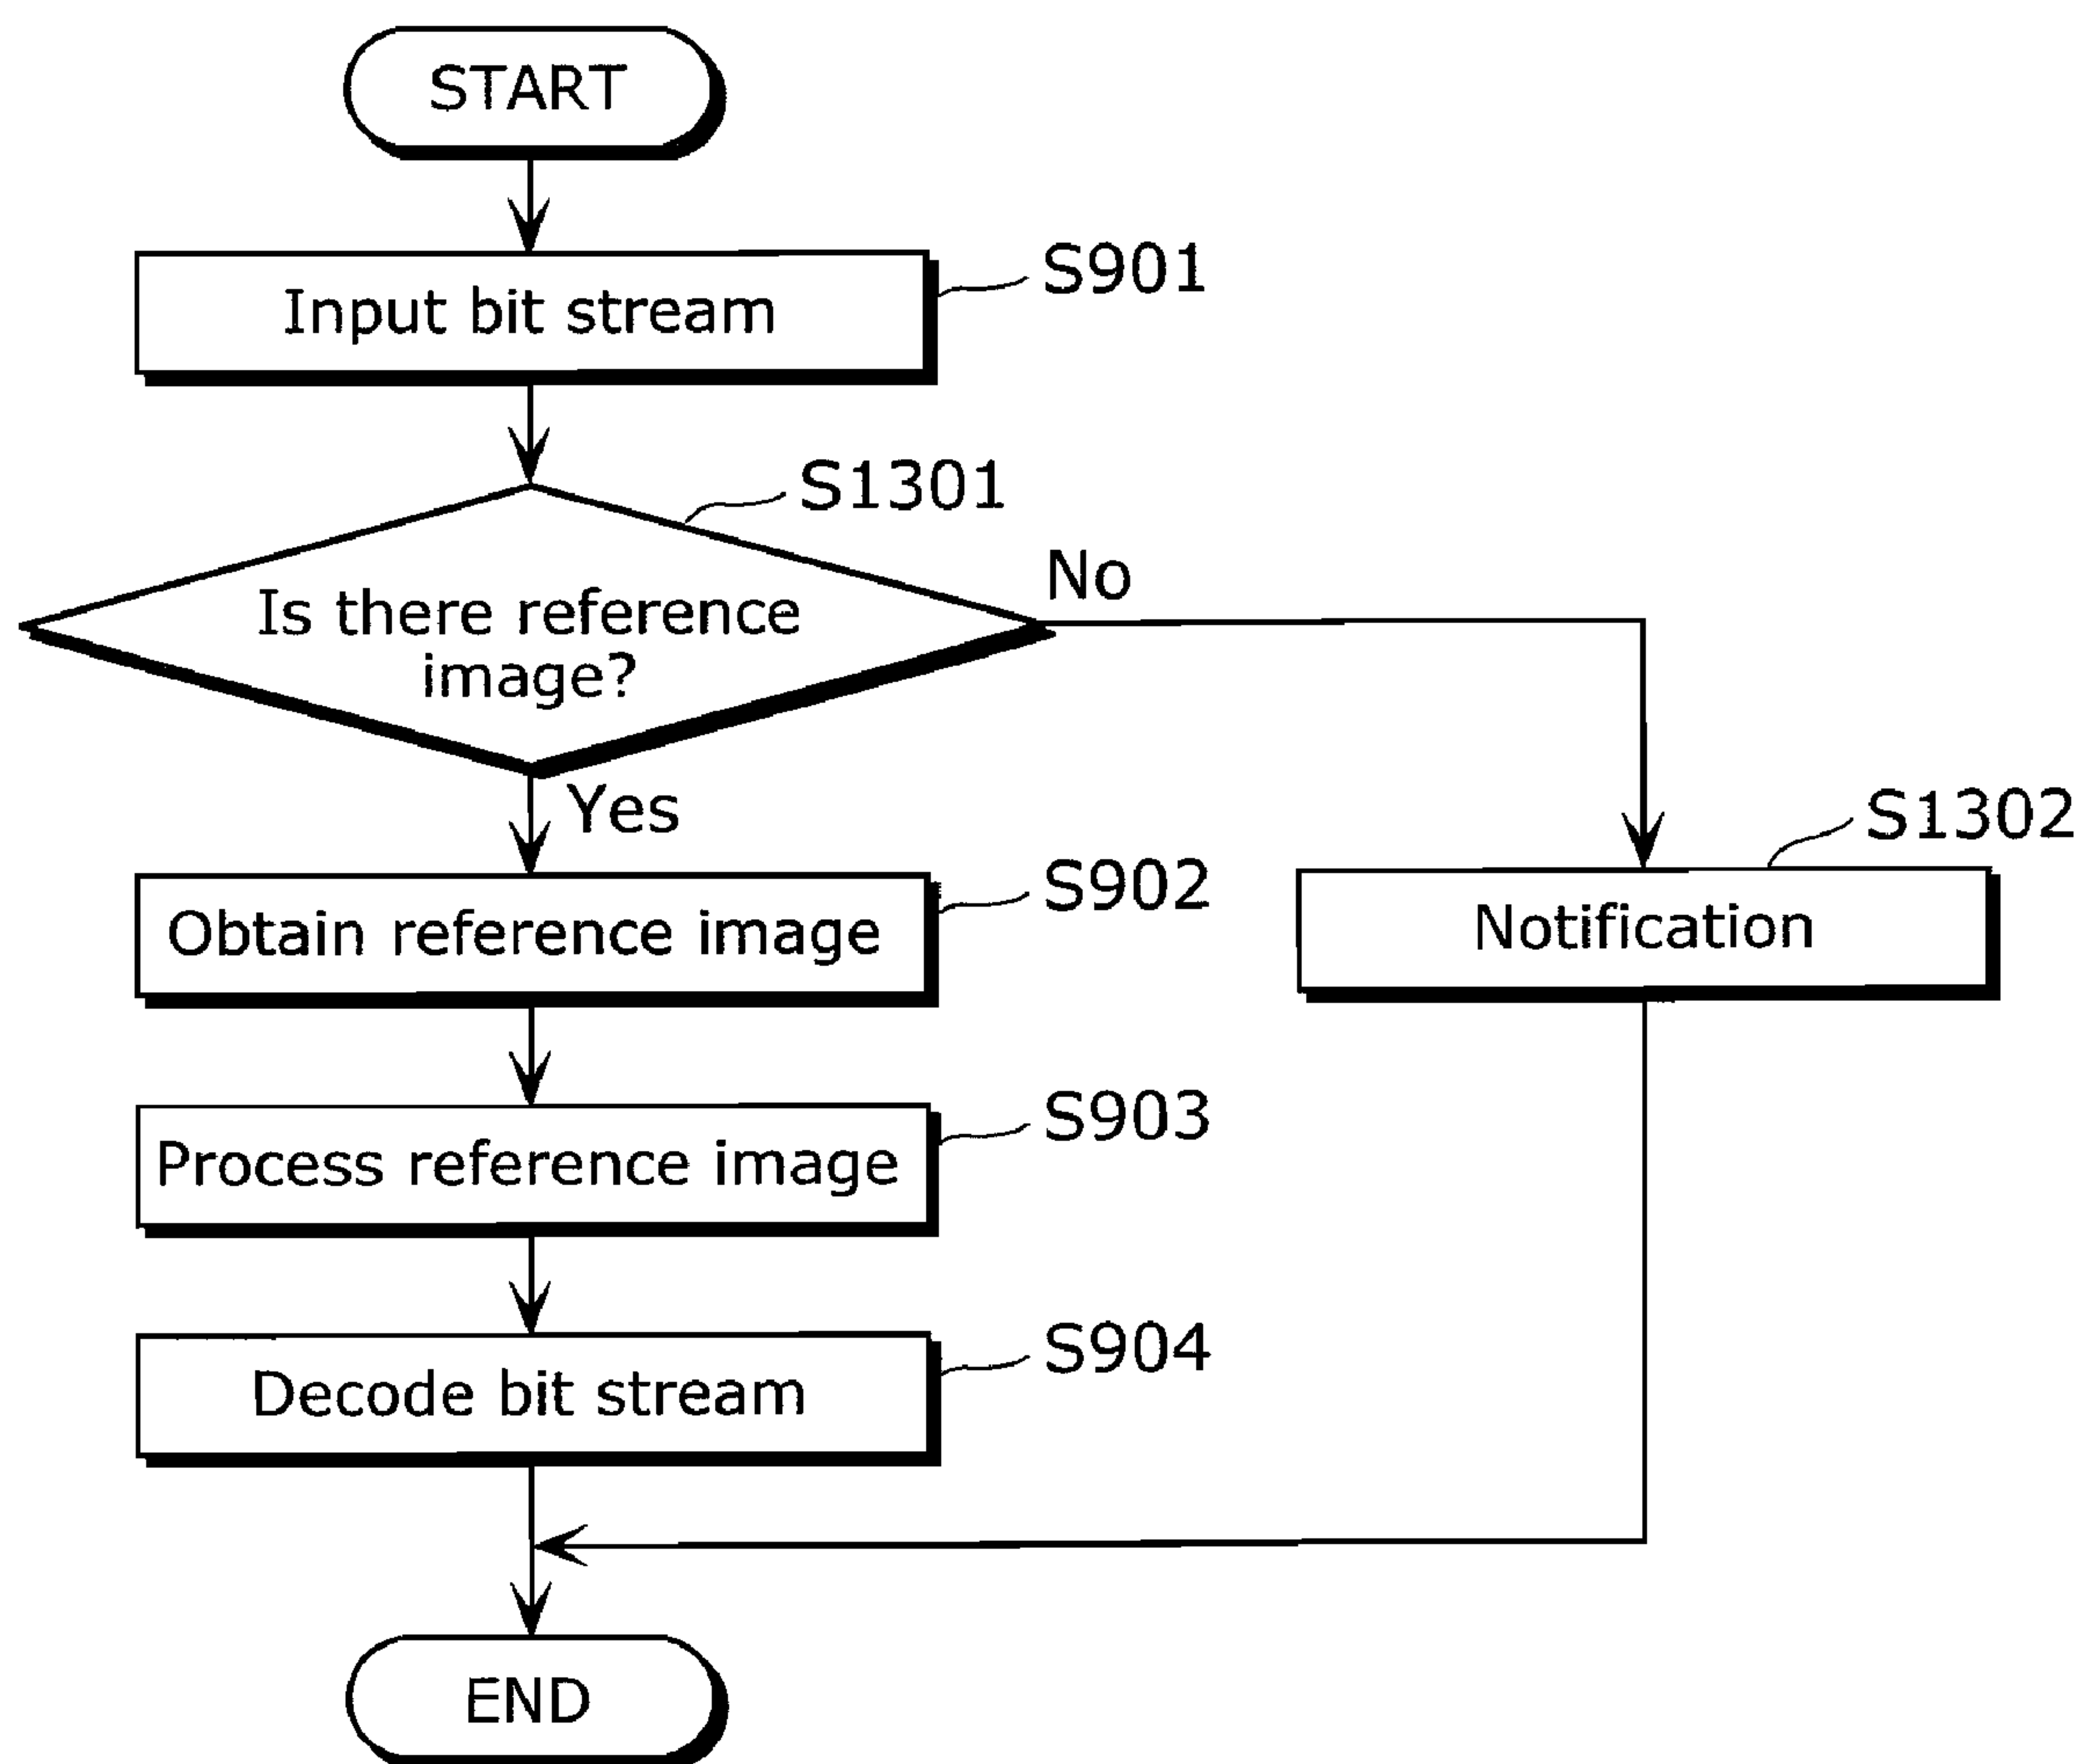 START
Input bit stream
S901
S1301
Is there reference
image?
No
Yes
S902
Obtain reference image
S1302
Notification
S903
Process reference image
S904
Decode bit stream
END